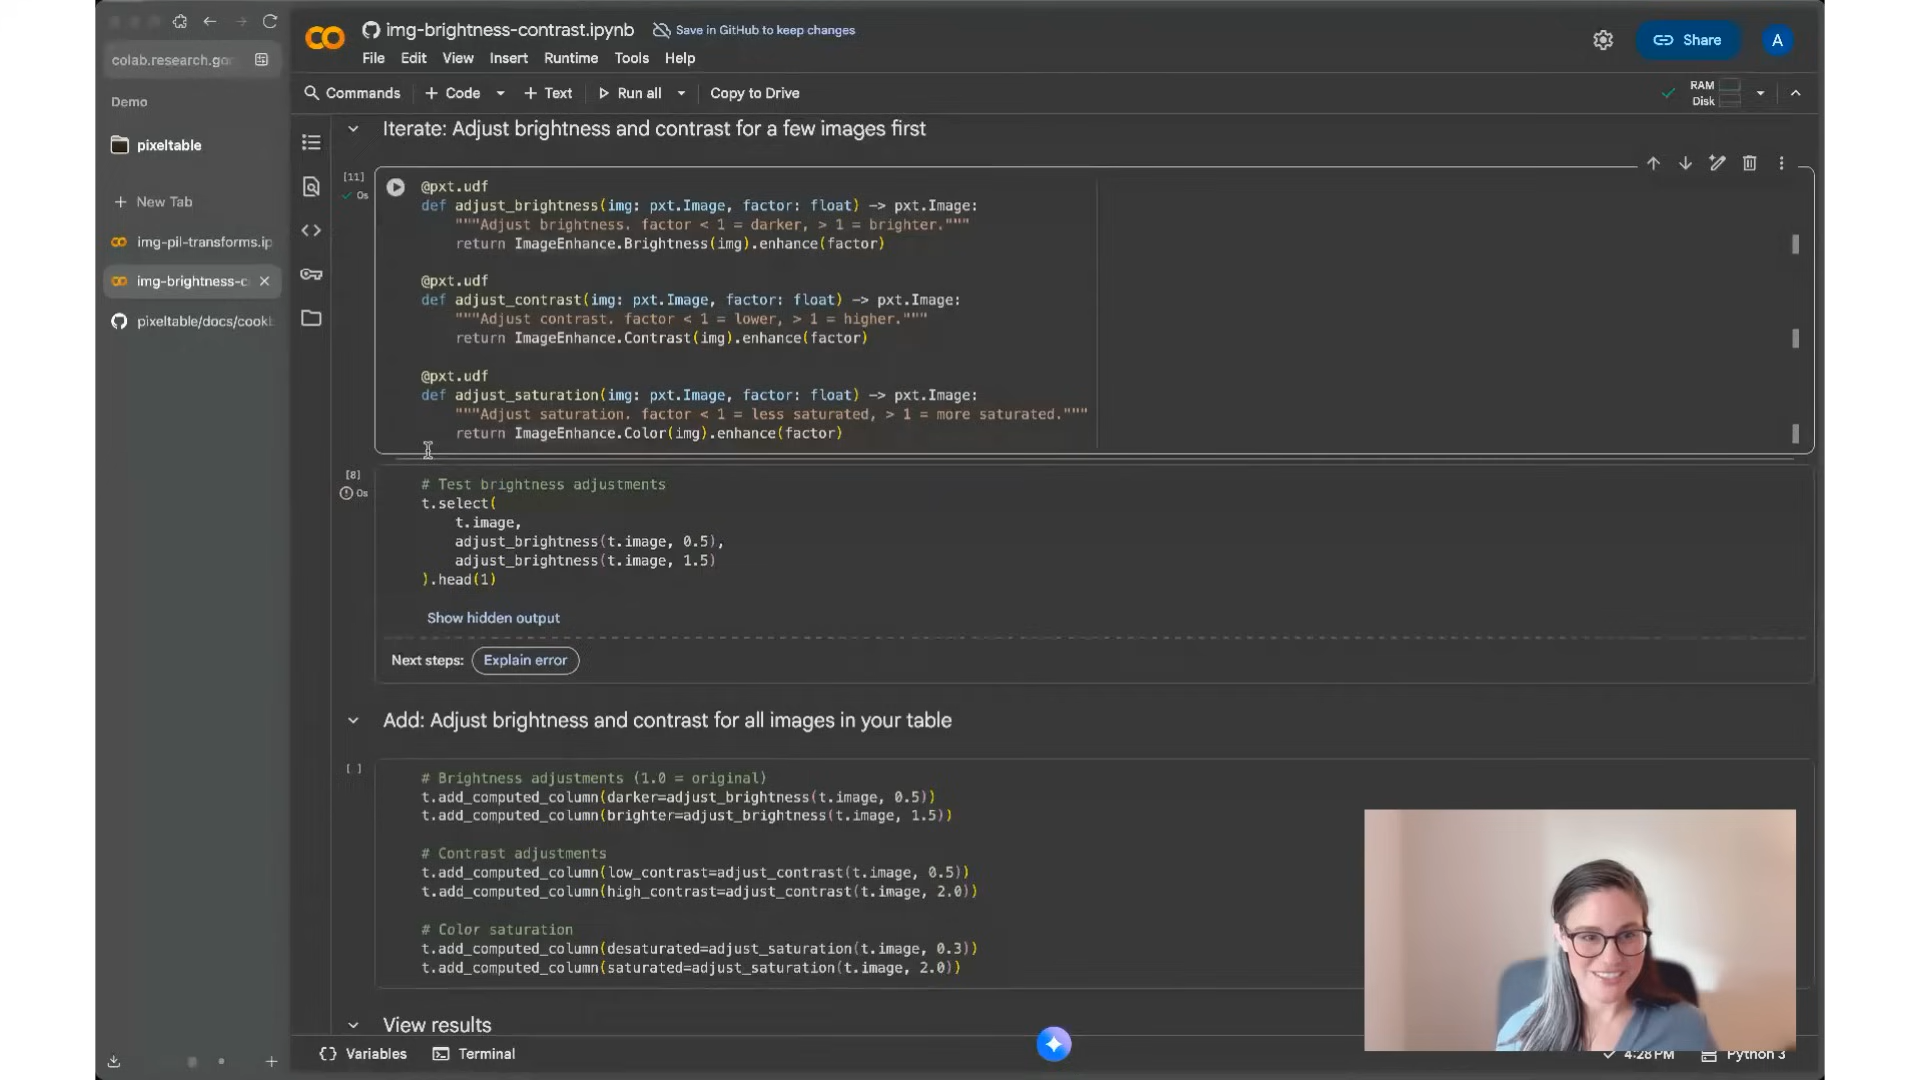 colab.research.goo
Demo
pixeltable
New Tab
img-pil-transforms.ip
img-brightness-c
pixeltable/docs/cookb
CO
img-brightness-contrast.ipynb
Save in GitHub to keep changes
File Edit View Insert Runtime Tools Help
Share
A
Commands + Code + Text Run all Copy to Drive
RAM
Disk
Iterate: Adjust brightness and contrast for a few images first
[11]
0s
@pxt.udf
def adjust_brightness(img: pxt.Image, factor: float) -> pxt.Image:
"""Adjust brightness. factor < 1 = darker, > 1 = brighter."""
return ImageEnhance.Brightness(img).enhance(factor)
@pxt.udf
def adjust_contrast(img: pxt.Image, factor: float) -> pxt.Image:
"""Adjust contrast. factor < 1 = lower, > 1 = higher."""
return ImageEnhance.Contrast(img).enhance(factor)
@pxt.udf
def adjust_saturation(img: pxt.Image, factor: float) -> pxt.Image:
"""Adjust saturation. factor < 1 = less saturated, > 1 = more saturated."""
return ImageEnhance.Color(img).enhance(factor)
[8]
0s
# Test brightness adjustments
t.select(
t.image,
adjust_brightness(t.image, 0.5),
adjust_brightness(t.image, 1.5)
).head(1)
Show hidden output
Next steps: Explain error
Add: Adjust brightness and contrast for all images in your table
[ ]
# Brightness adjustments (1.0 = original)
t.add_computed_column(darker=adjust_brightness(t.image, 0.5))
t.add_computed_column(brighter=adjust_brightness(t.image, 1.5))
# Contrast adjustments
t.add_computed_column(low_contrast=adjust_contrast(t.image, 0.5))
t.add_computed_column(high_contrast=adjust_contrast(t.image, 2.0))
# Color saturation
t.add_computed_column(desaturated=adjust_saturation(t.image, 0.3))
t.add_computed_column(saturated=adjust_saturation(t.image, 2.0))
View results
{} Variables Terminal
4:28 PM Python 3